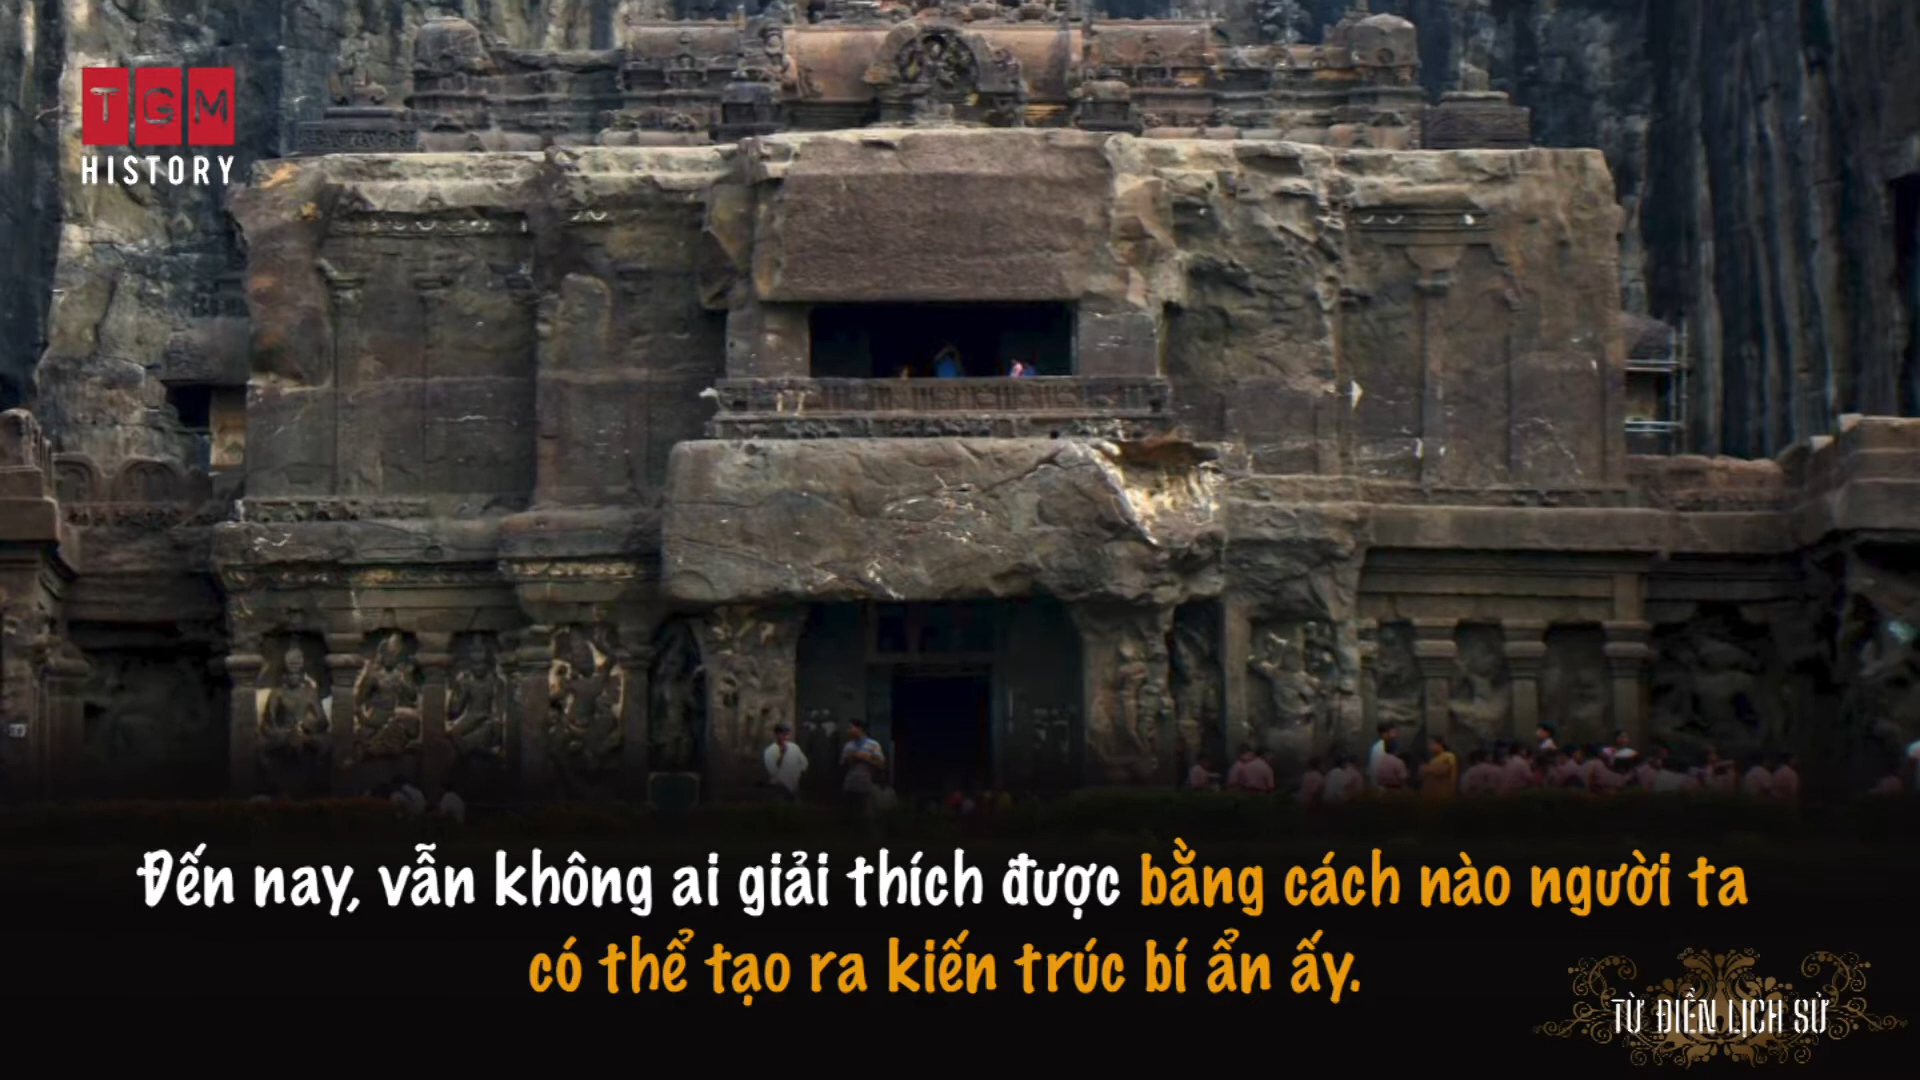 TGM
HISTORY
Đến nay, vẫn không ai giải thích được bằng cách nào người ta
có thể tạo ra kiến trúc bí ẩn ấy.
TỪ ĐIỂN LỊCH SỬ